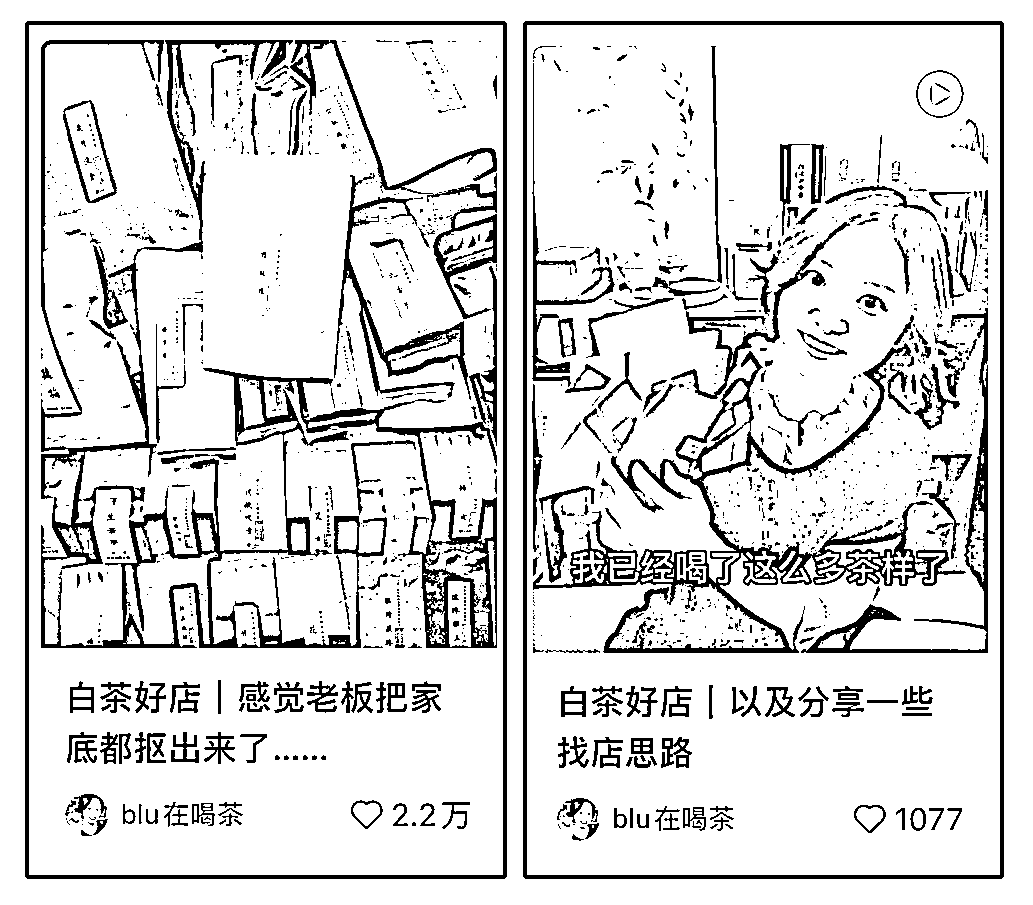 白茶好店｜感觉老板把家
底都抠出来了......
blu在喝茶
2.2万
我已经喝了这么多茶样了
白茶好店｜以及分享一些
找店思路
blu在喝茶
1077